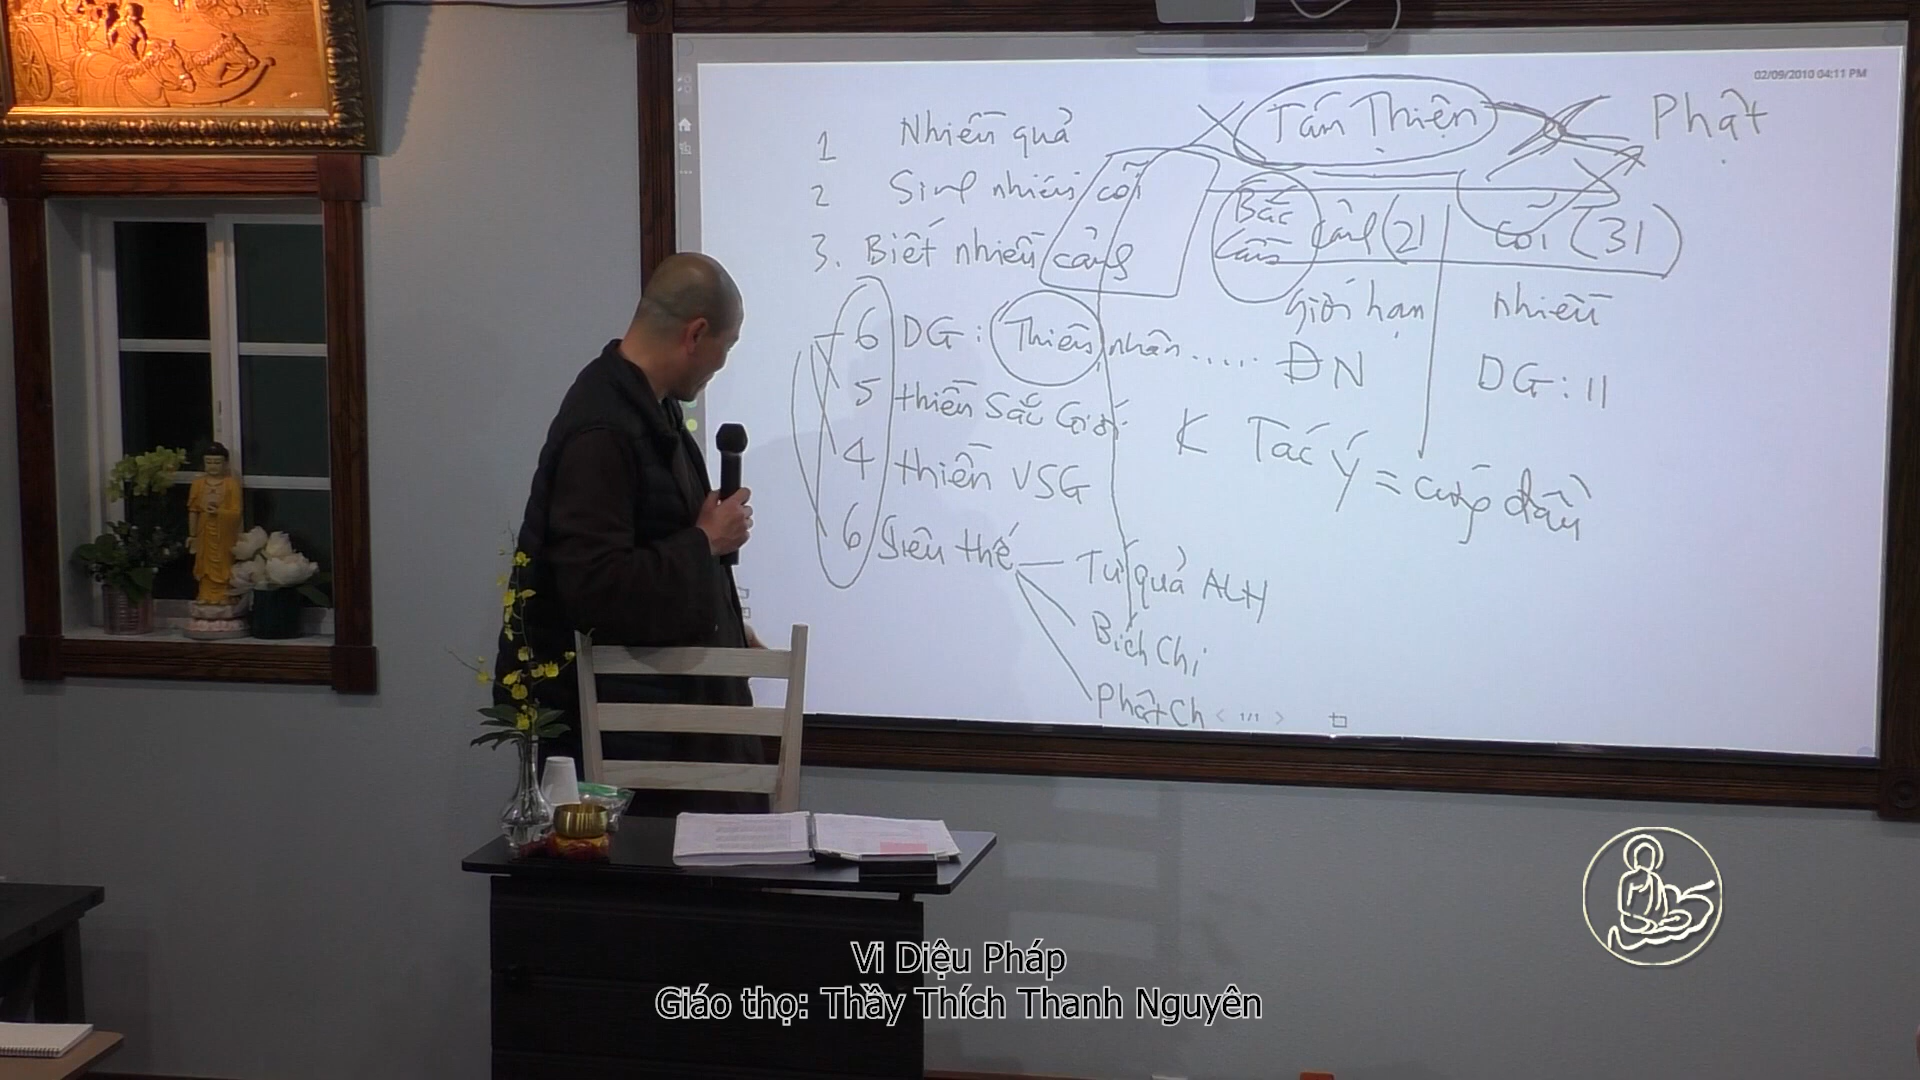 02/09/2010 04:11 PM
Tâm Thiện Phật
1 Nhiều quả
2 Sinh nhiều cõi
3. Biết nhiều cảnh
Bắc cảnh (21 cõi (31)
giới hạn nhiều
6 DG: Thiên nhân ..... ĐN DG: 11
5 thiền Sắc Giới
K Tác Ý = cướp đầu
4 thiền VSG
6 Siêu thế
Tứ quả ALH
Bích Chi
Phật Ch
< 1/1 >
Vi Diệu Pháp
Giáo thọ: Thầy Thích Thanh Nguyên